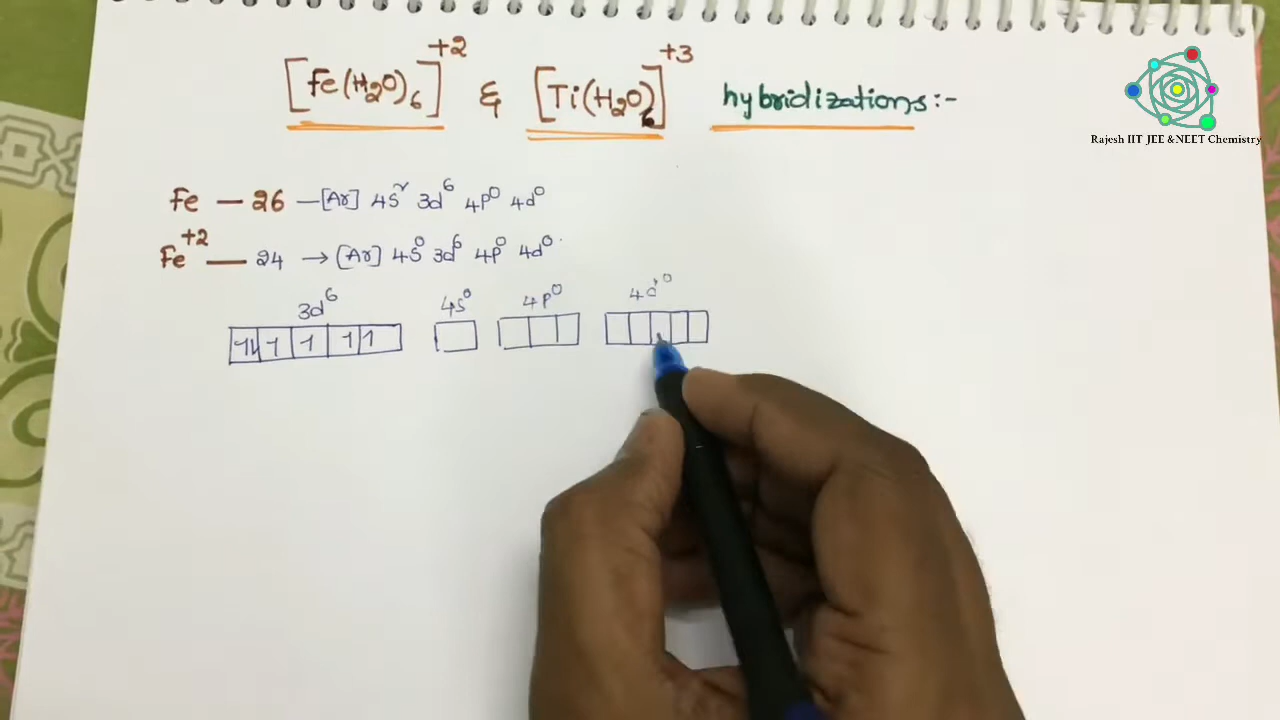 [Fe(H₂O)₆]⁺² & [Ti(H₂O)₆]⁺³ hybridizations:-
Rajesh IIT JEE &NEET Chemistry
Fe — 26 — [Ar] 4s² 3d⁶ 4p⁰ 4d⁰
Fe⁺² — 24 → [Ar] 4s⁰ 3d⁶ 4p⁰ 4d⁰
3d⁶ 4s⁰ 4p⁰ 4d⁰
↿⇂ ↿ ↿ ↿ ↿